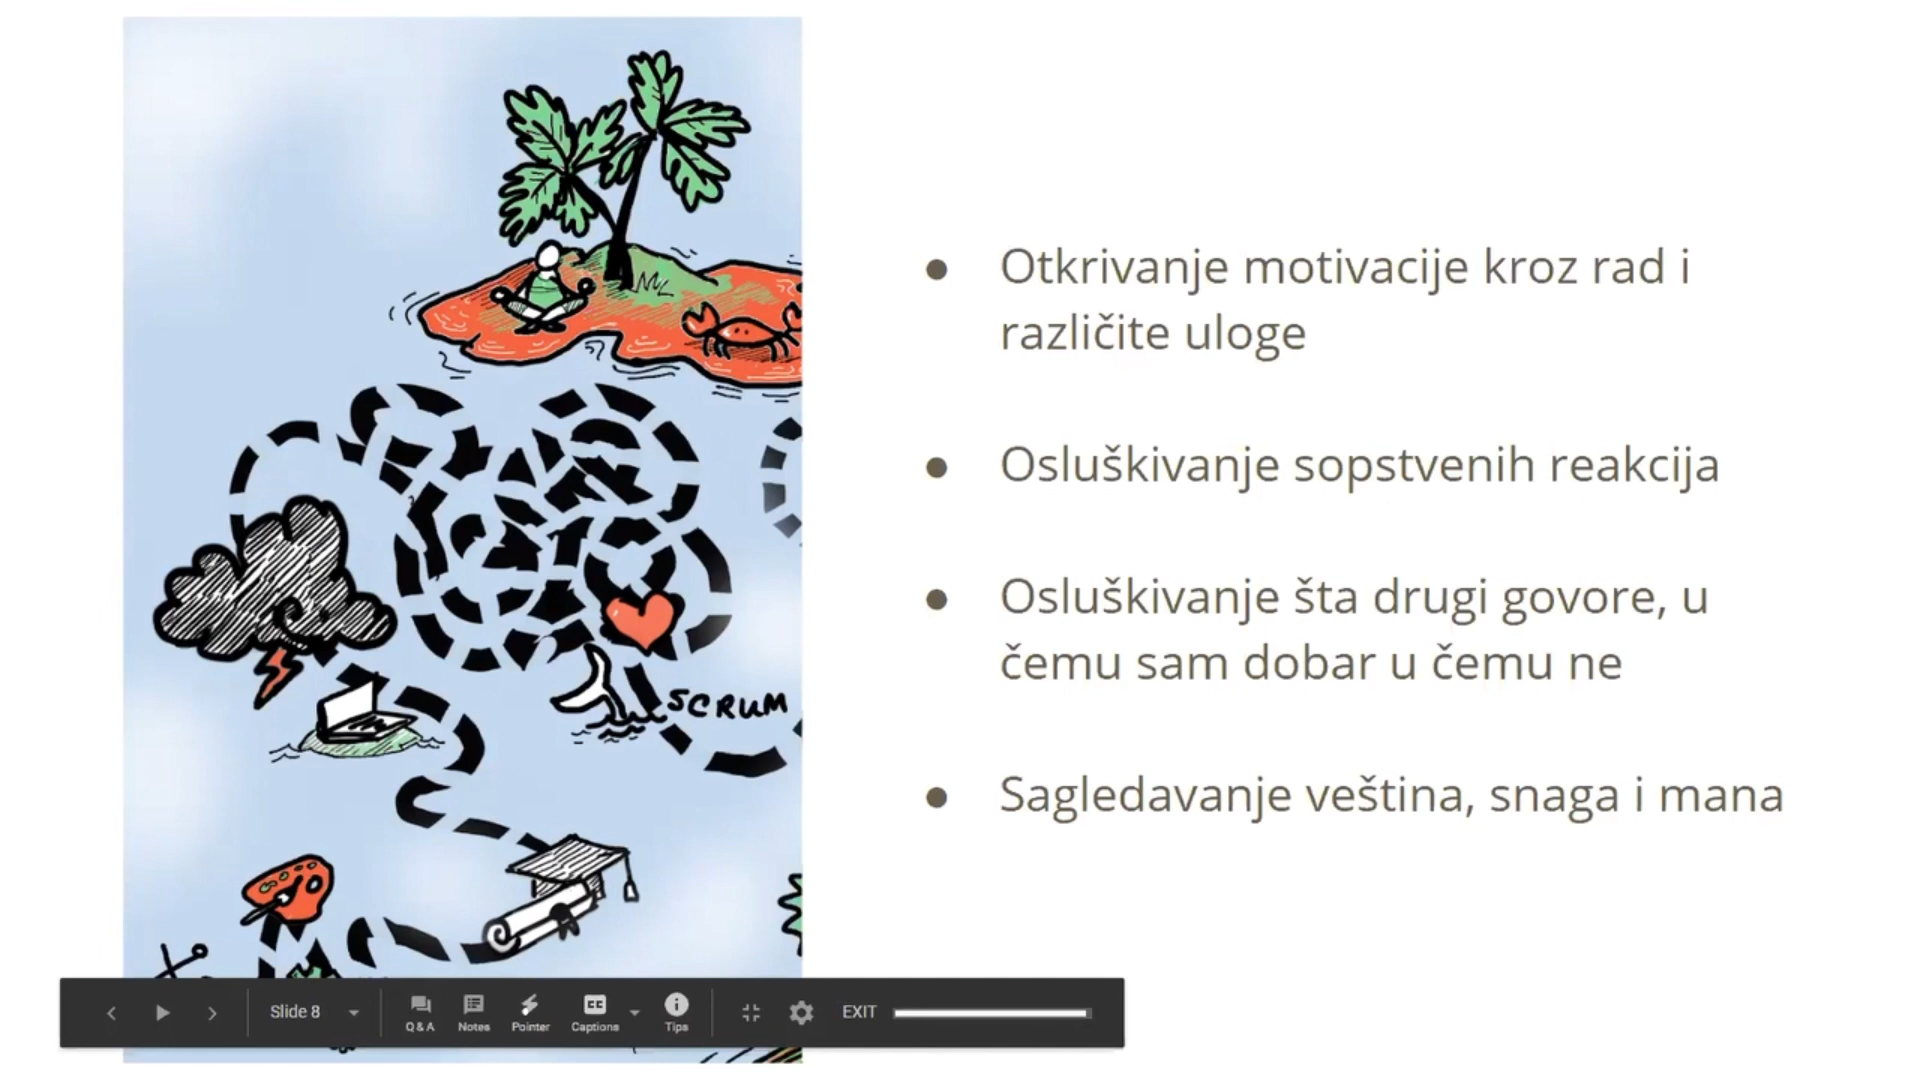 ● Otkrivanje motivacije kroz rad i
različite uloge
● Osluškivanje sopstvenih reakcija
● Osluškivanje šta drugi govore, u
čemu sam dobar u čemu ne
● Sagledavanje veština, snaga i mana
SCRUM
Slide 8
Q & A
Notes
Pointer
CC
Captions
Tips
EXIT